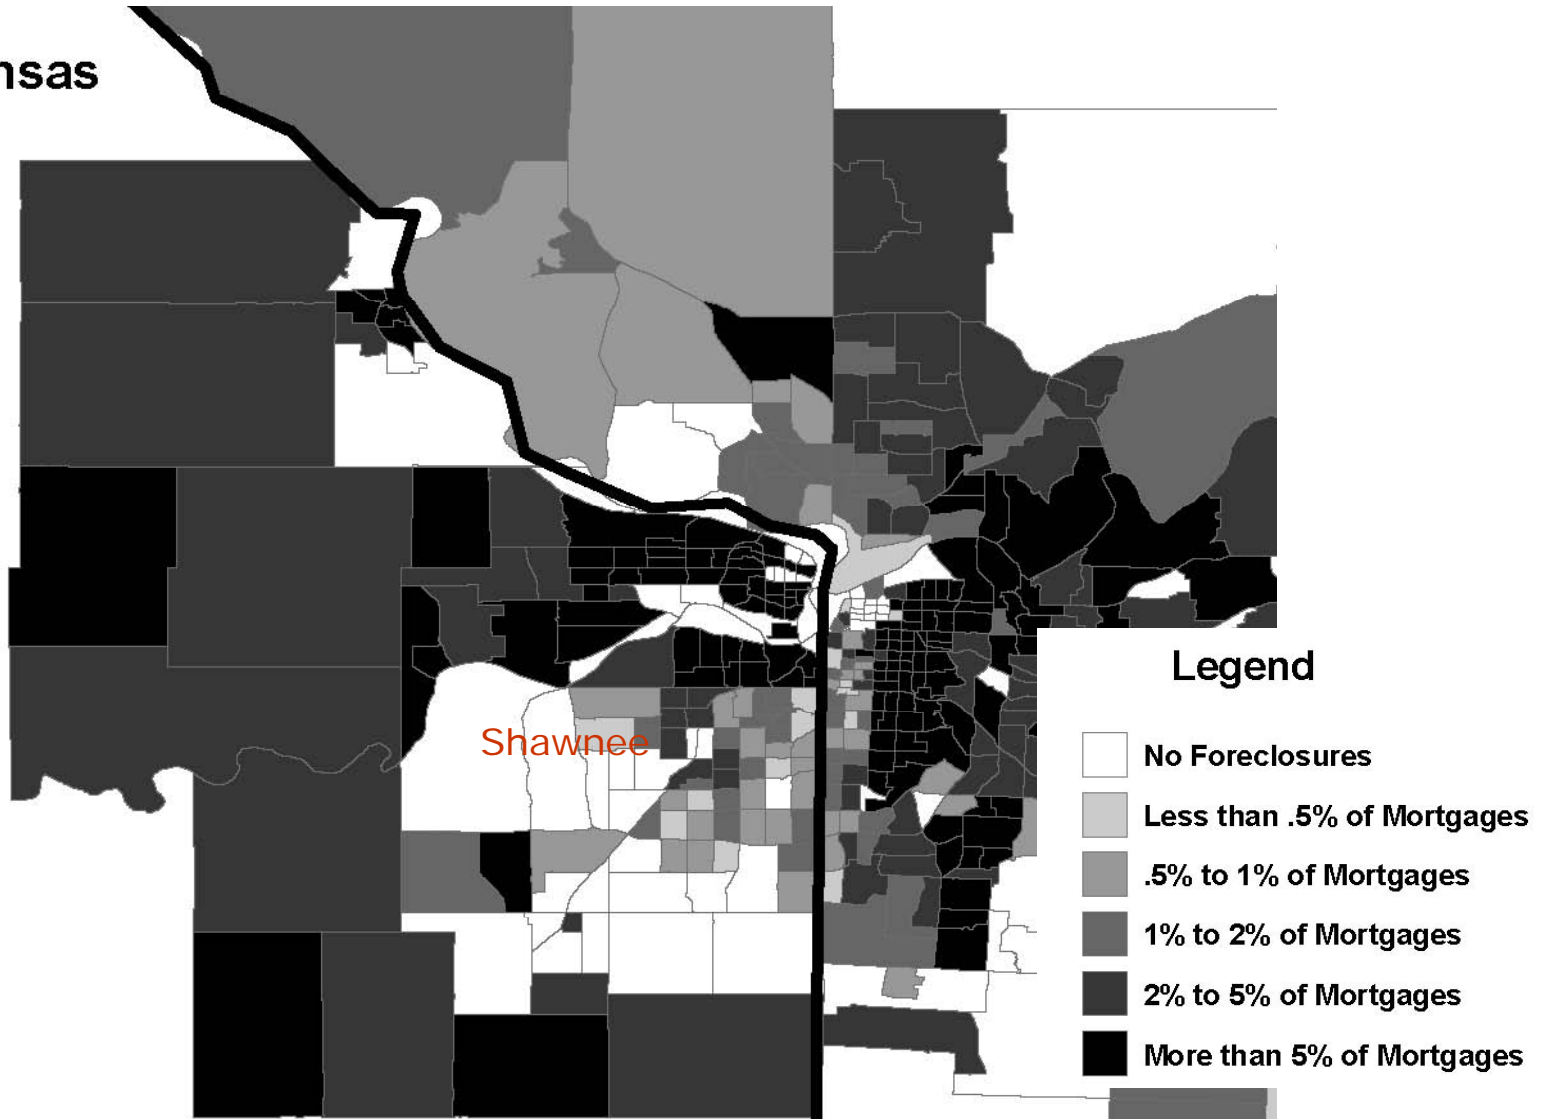 nsas
Shawnee
Legend
No Foreclosures
Less than .5% of Mortgages
.5% to 1% of Mortgages
1% to 2% of Mortgages
2% to 5% of Mortgages
More than 5% of Mortgages